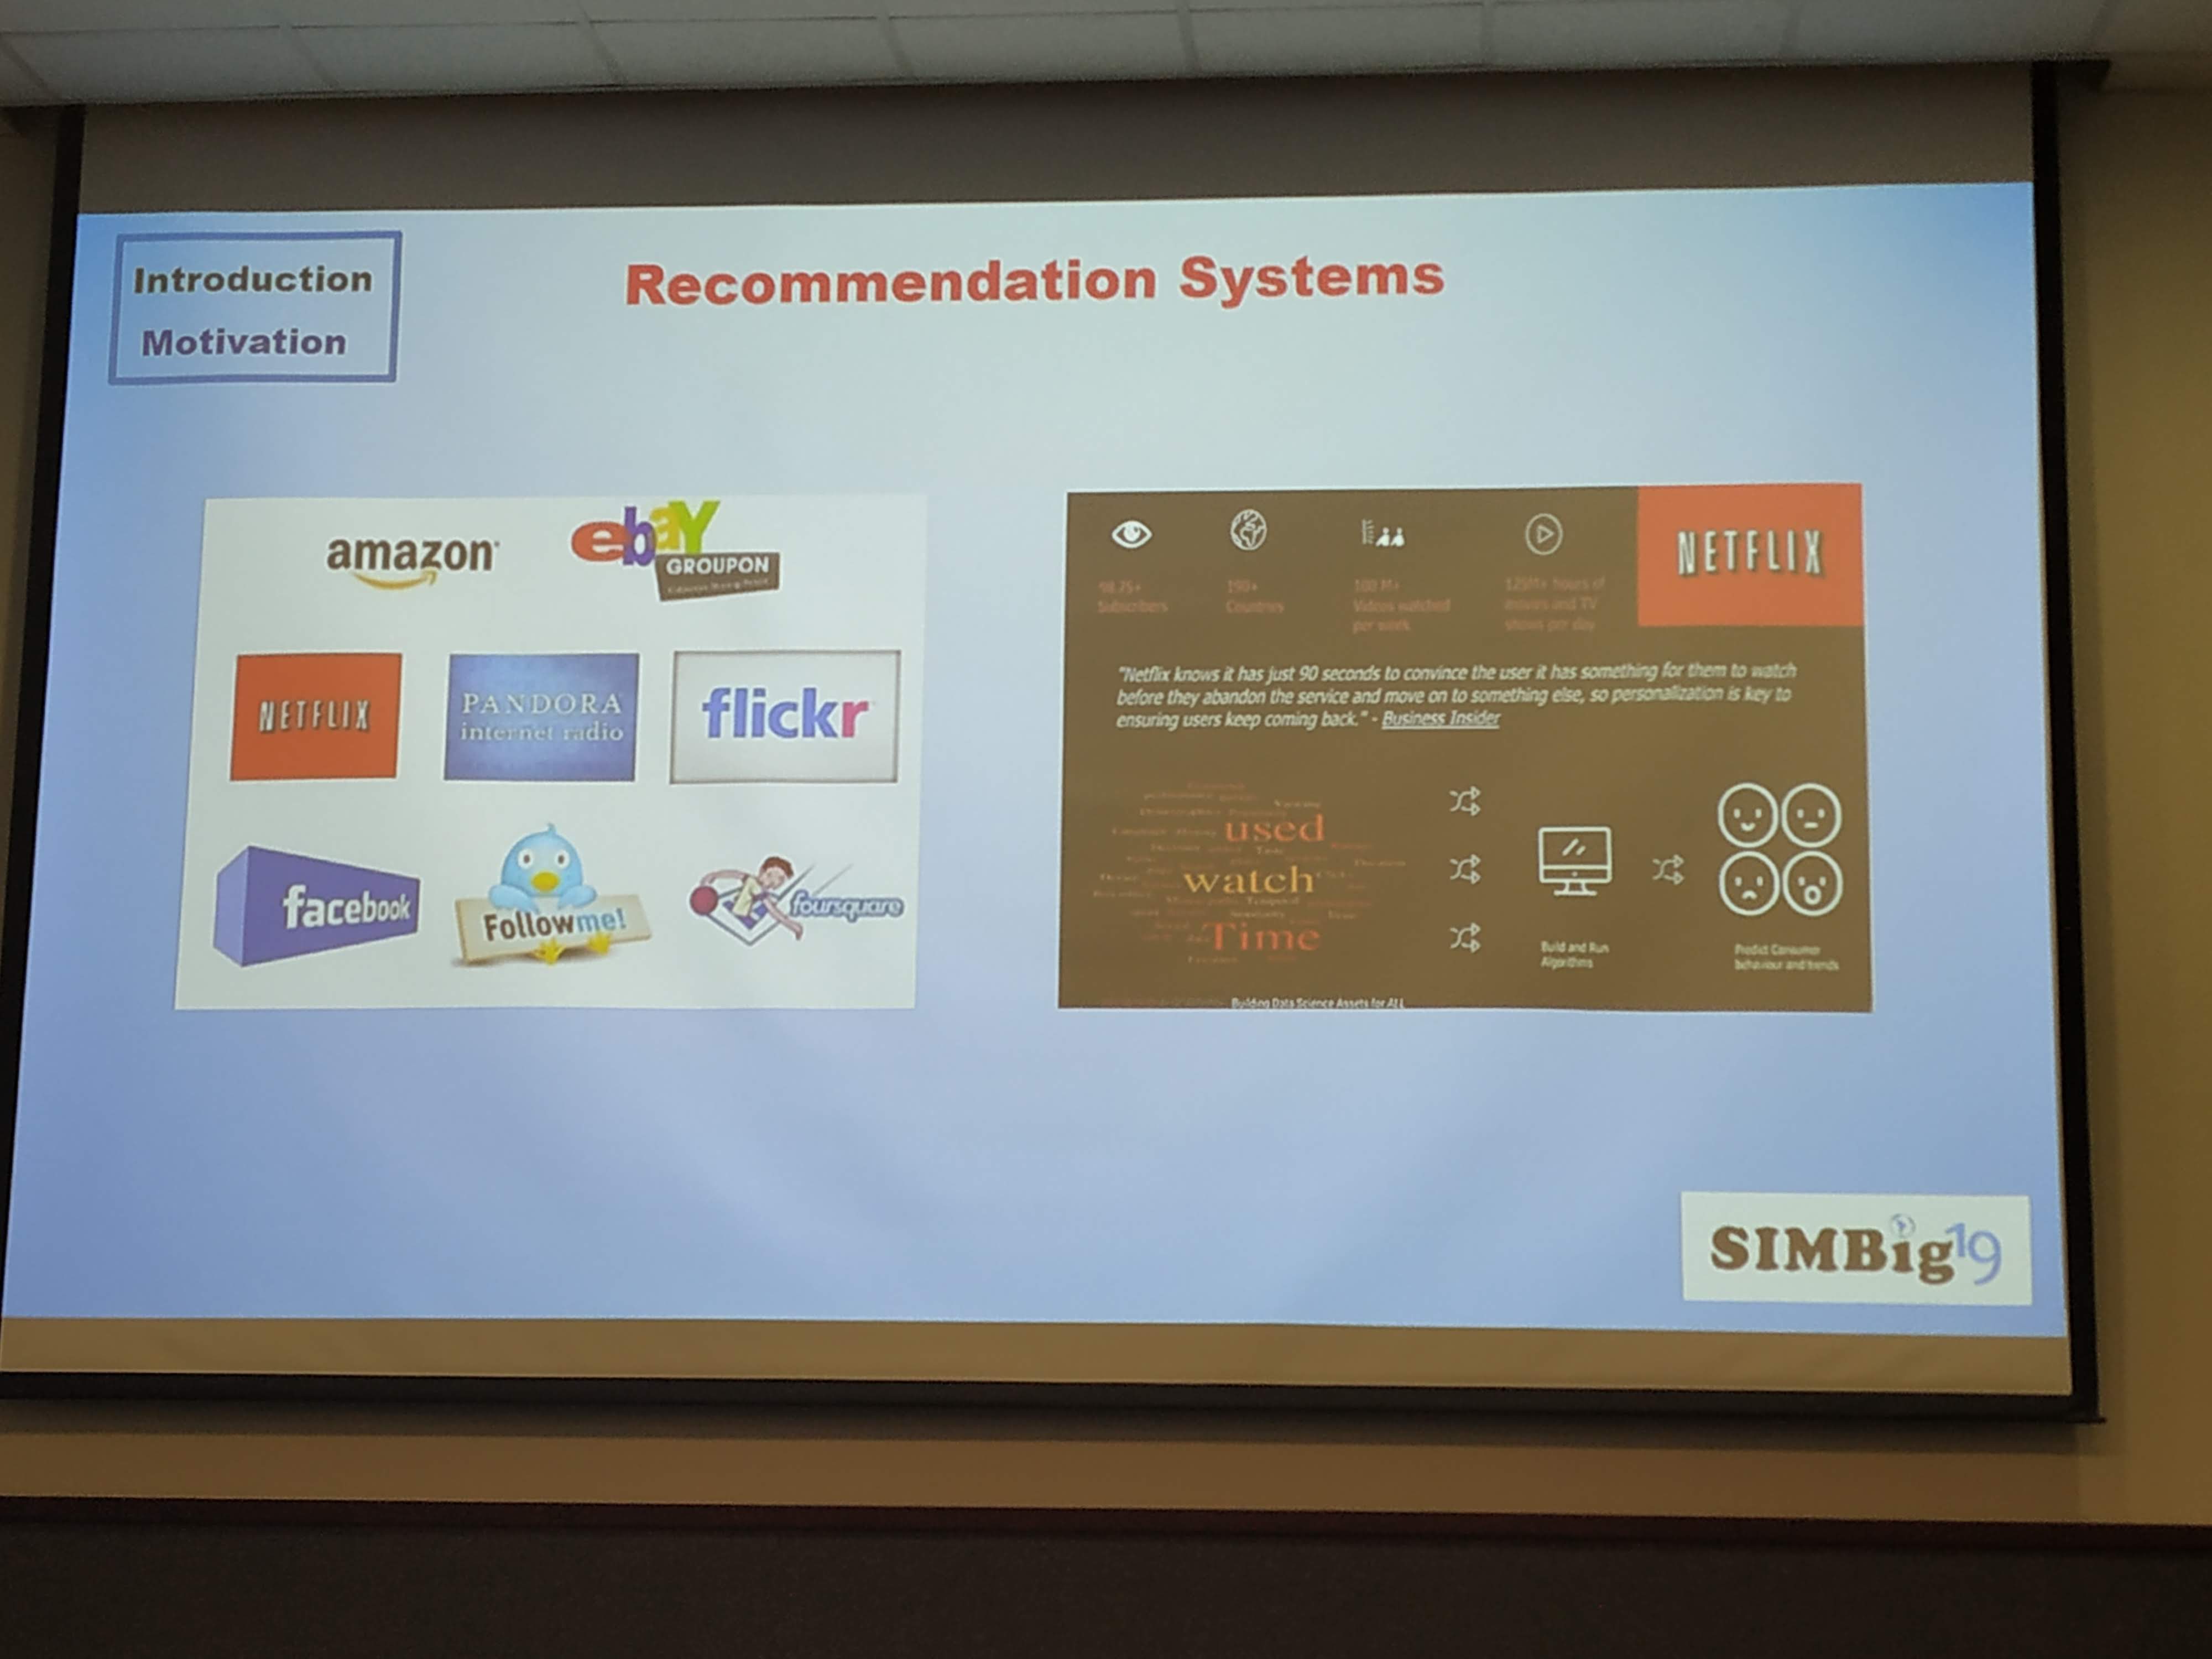 Introduction
Motivation
Recommendation Systems
amazon
ebay
GROUPON
NETFLIX
PANDORA
internet radio
flickr
facebook
Followme!
foursquare
NETFLIX
98.75+
Subscribers
190+
Countries
100 M+
Videos watched
per week
125M+ hours of
movies and TV
shows per day
"Netflix knows it has just 90 seconds to convince the user it has something for them to watch
before they abandon the service and move on to something else, so personalization is key to
ensuring users keep coming back." - Business Insider
used
watch
Time
Build and Run
Algorithms
Predict Consumer
behaviour and trends
Building Data Science Assets for ALL
SIMBig19